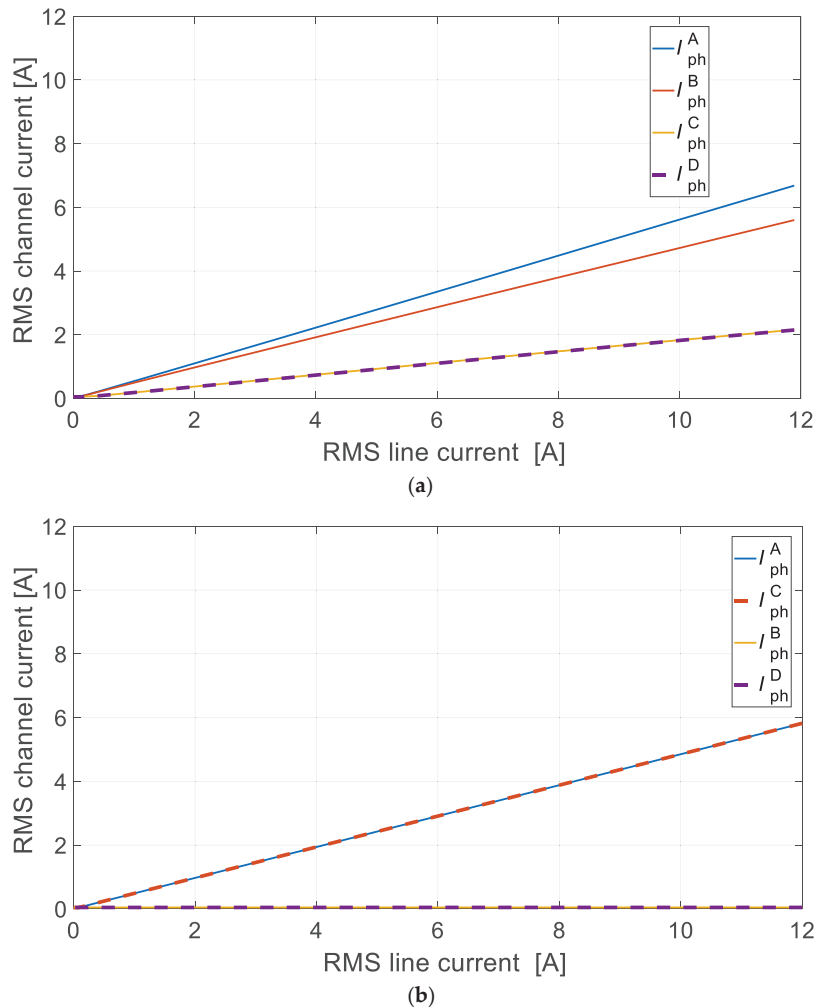 12
10
8
6
4
2
0
RMS channel current [A]
I A ph
I B ph
I C ph
I D ph
0 2 4 6 8 10 12
RMS line current [A]
(a)
12
10
8
6
4
2
0
RMS channel current [A]
I A ph
I C ph
I B ph
I D ph
0 2 4 6 8 10 12
RMS line current [A]
(b)